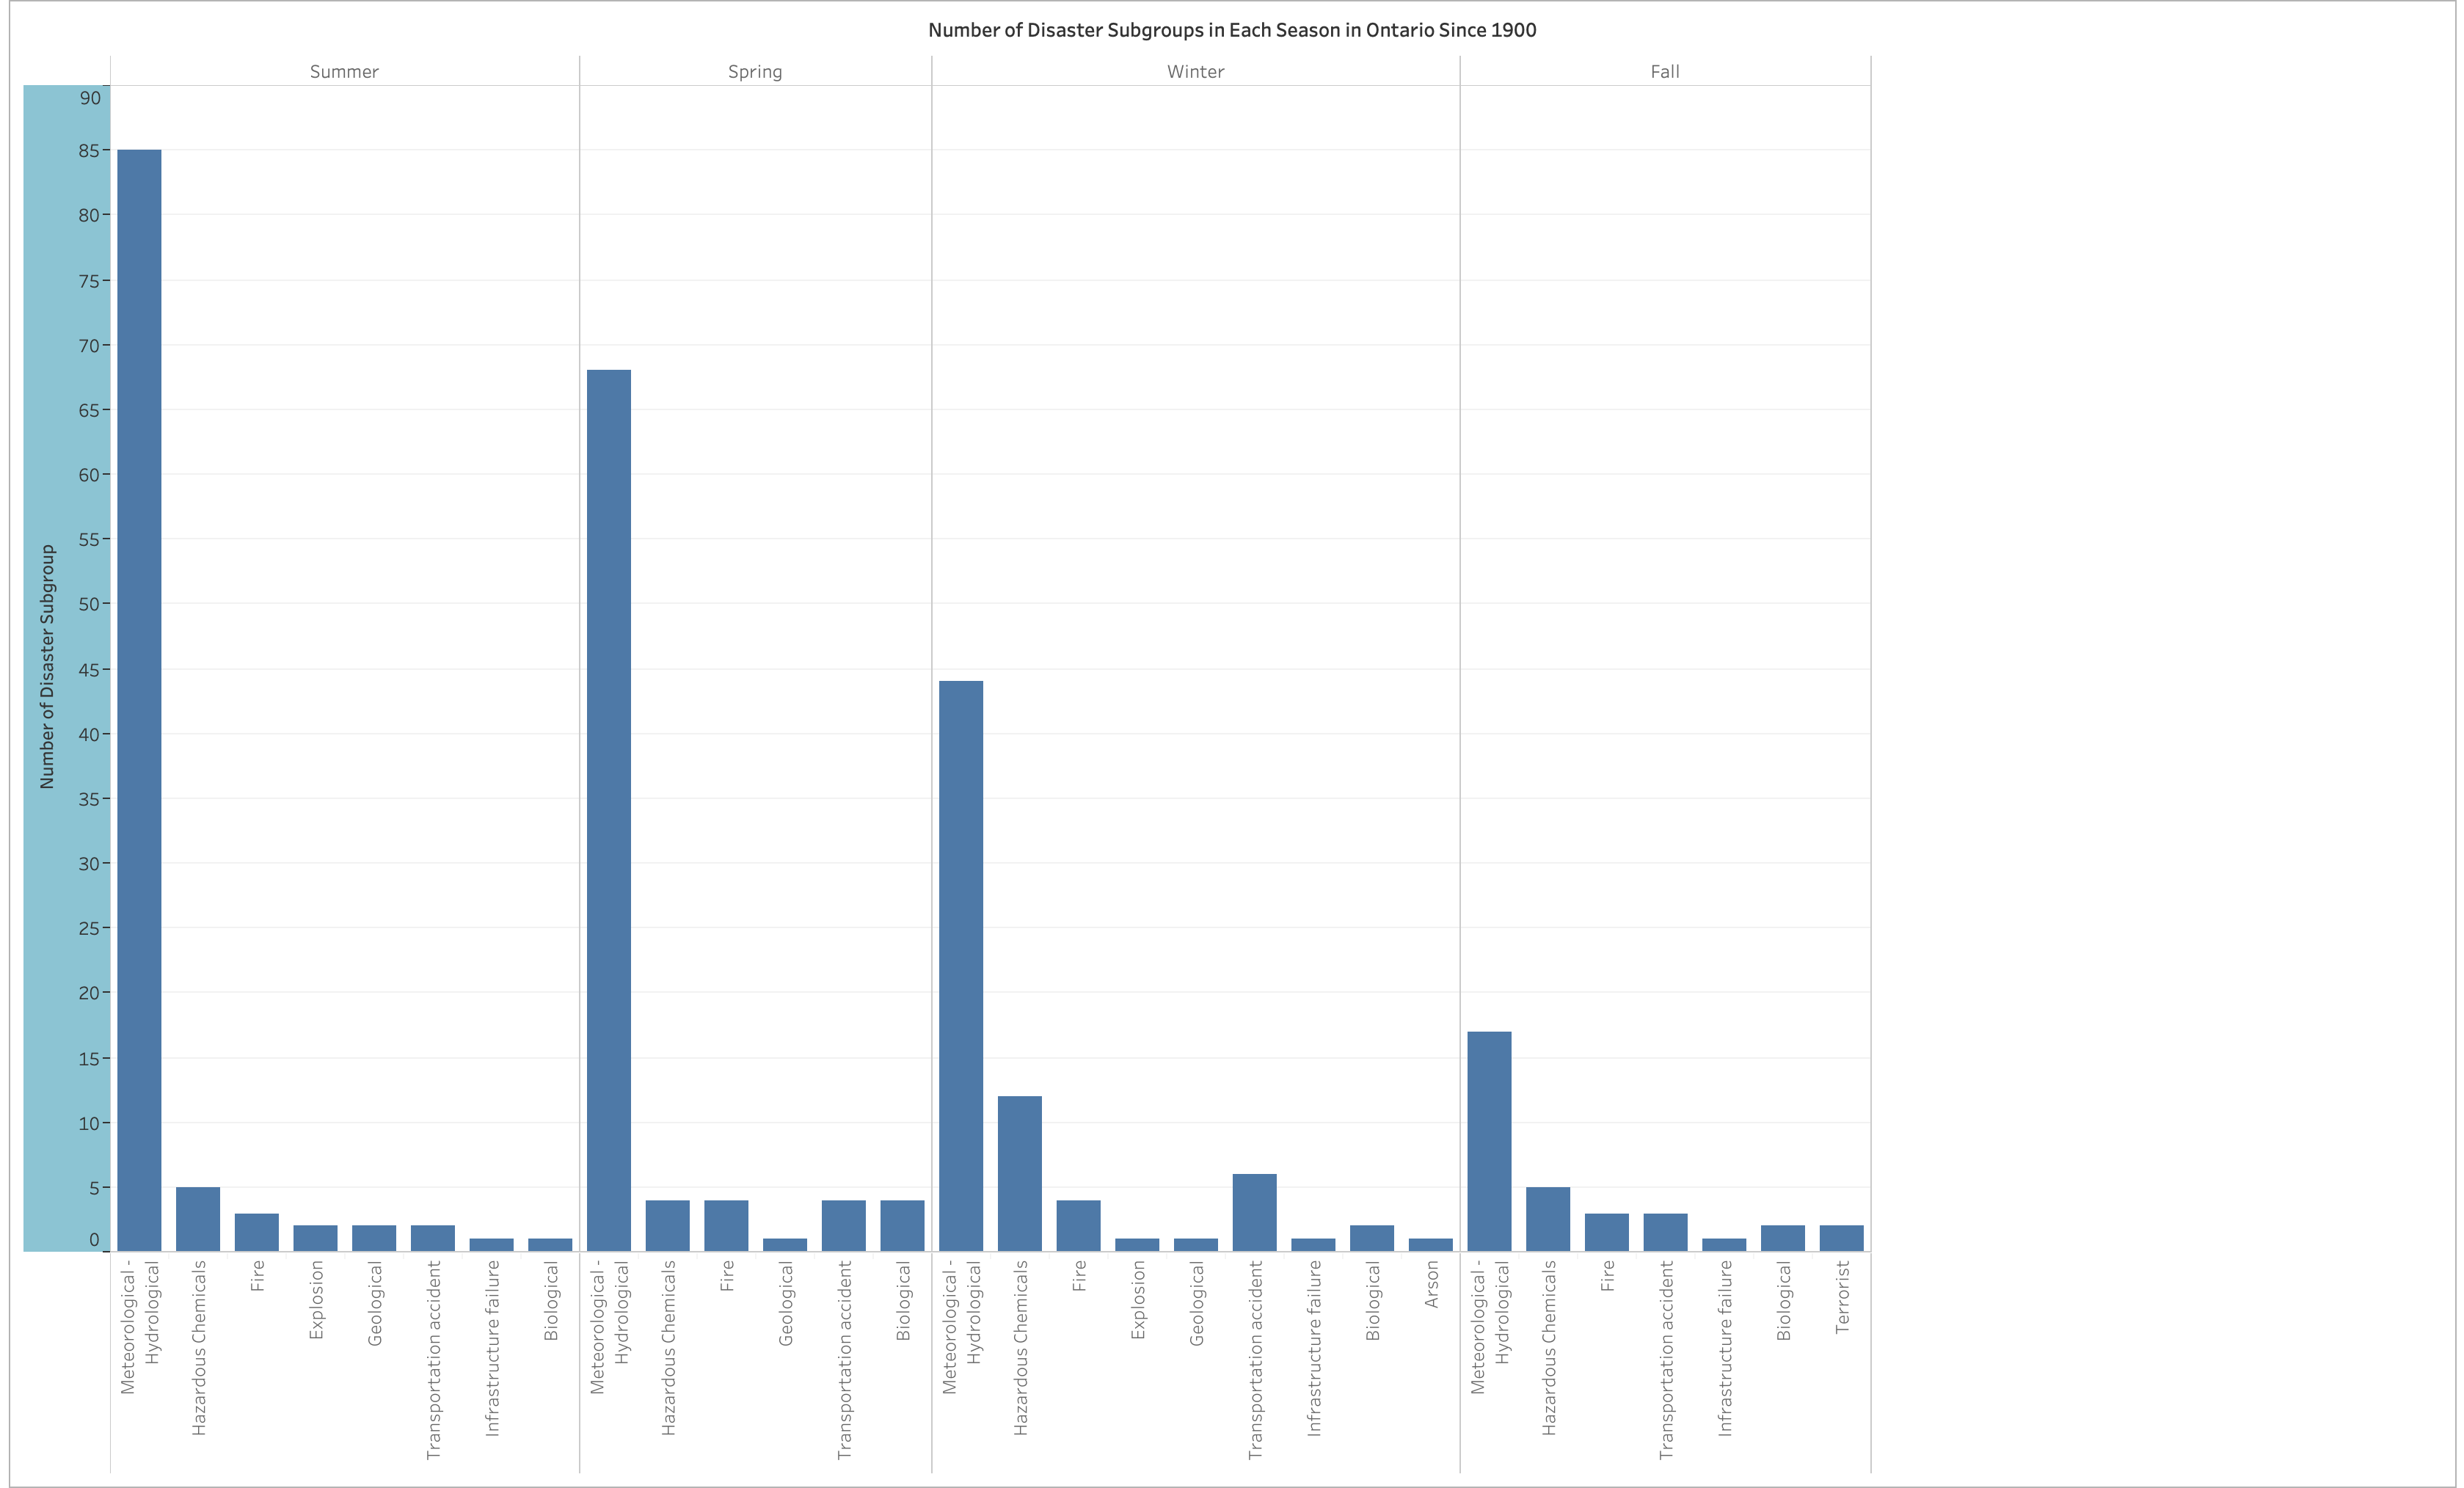 Number of Disaster Subgroups in Each Season in Ontario Since 1900
Summer
Spring
Winter
Fall
Number of Disaster Subgroup
90
85
80
75
70
65
60
55
50
45
40
35
30
25
20
15
10
5
0
Meteorological -
Hydrological
Hazardous Chemicals
Fire
Explosion
Geological
Transportation accident
Infrastructure failure
Biological
Meteorological -
Hydrological
Hazardous Chemicals
Fire
Geological
Transportation accident
Biological
Meteorological -
Hydrological
Hazardous Chemicals
Fire
Explosion
Geological
Transportation accident
Infrastructure failure
Biological
Arson
Meteorological -
Hydrological
Hazardous Chemicals
Fire
Transportation accident
Infrastructure failure
Biological
Terrorist